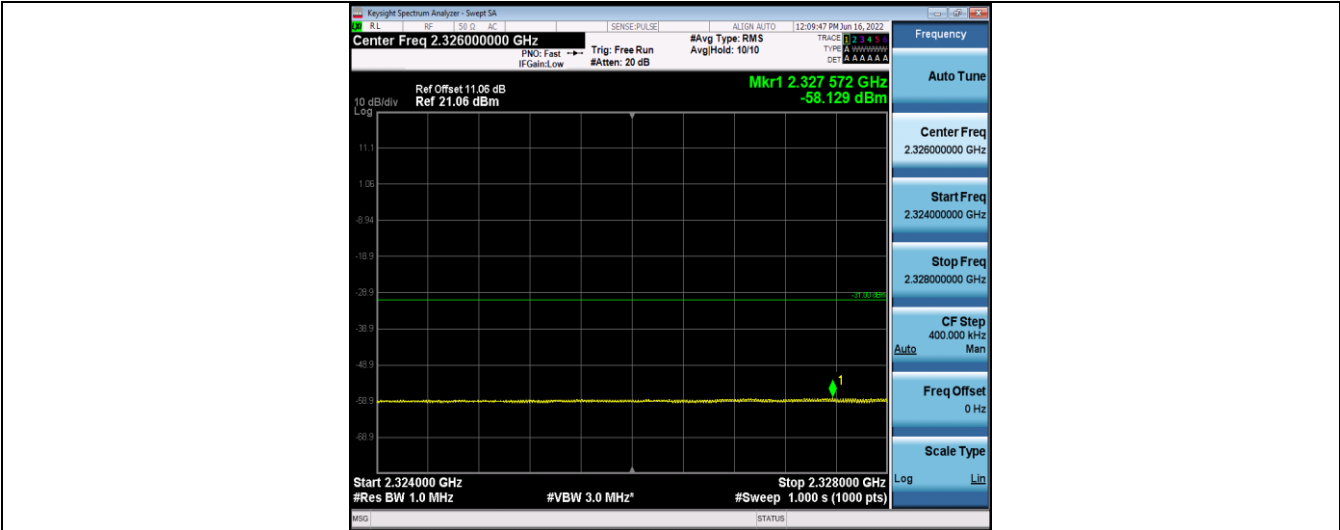 Keysight Spectrum Analyzer - Swept SA
RL RF 50 Ω AC SENSE:PULSE ALIGN AUTO 12:09:47 PM Jun 16, 2022
Center Freq 2.326000000 GHz
PNO: Fast
IFGain:Low
Trig: Free Run
#Atten: 20 dB
#Avg Type: RMS
Avg|Hold: 10/10
TRACE 1 2 3 4 5 6
TYPE A WWWWW
DET A A A A A A
Mkr1 2.327 572 GHz
-58.129 dBm
Ref Offset 11.06 dB
10 dB/div Ref 21.06 dBm
Log
11.1
1.06
-8.94
-18.9
-28.9
-31.00 dBm
-38.9
-48.9
1
-58.9
-68.9
Start 2.324000 GHz Stop 2.328000 GHz
#Res BW 1.0 MHz #VBW 3.0 MHz* #Sweep 1.000 s (1000 pts)
MSG STATUS
Frequency
Auto Tune
Center Freq
2.326000000 GHz
Start Freq
2.324000000 GHz
Stop Freq
2.328000000 GHz
CF Step
400.000 kHz
Auto Man
Freq Offset
0 Hz
Scale Type
Log Lin